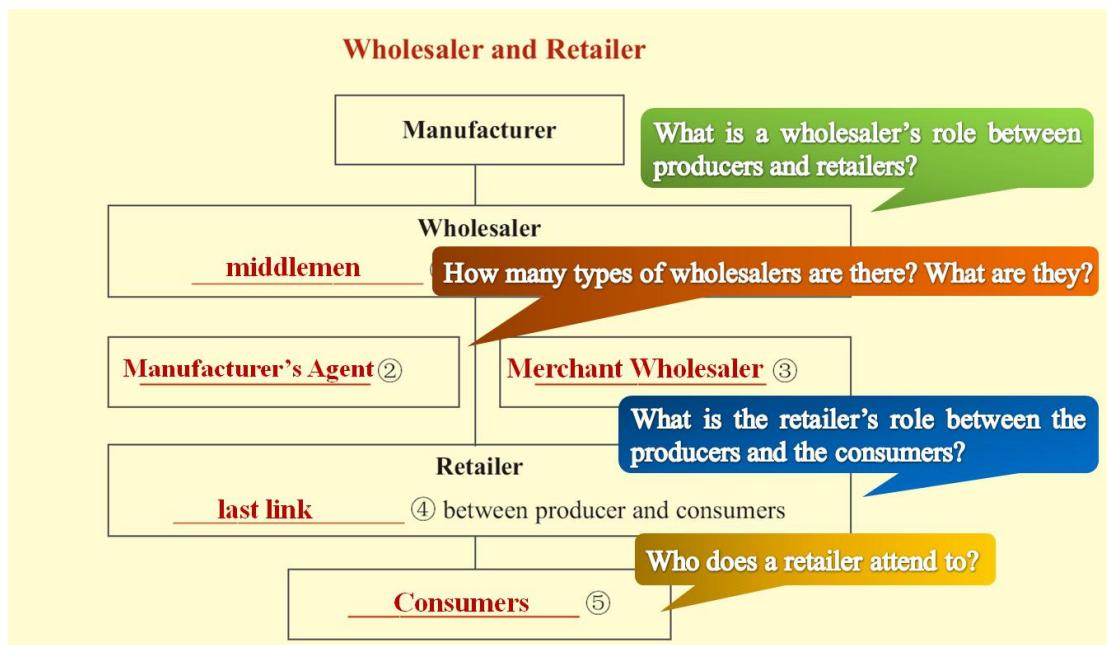 Wholesaler and Retailer
Manufacturer
What is a wholesaler's role between
producers and retailers?
Wholesaler
middlemen
How many types of wholesalers are there? What are they?
Manufacturer's Agent ②
Merchant Wholesaler ③
What is the retailer's role between the
producers and the consumers?
Retailer
last link ④ between producer and consumers
Who does a retailer attend to?
Consumers ⑤